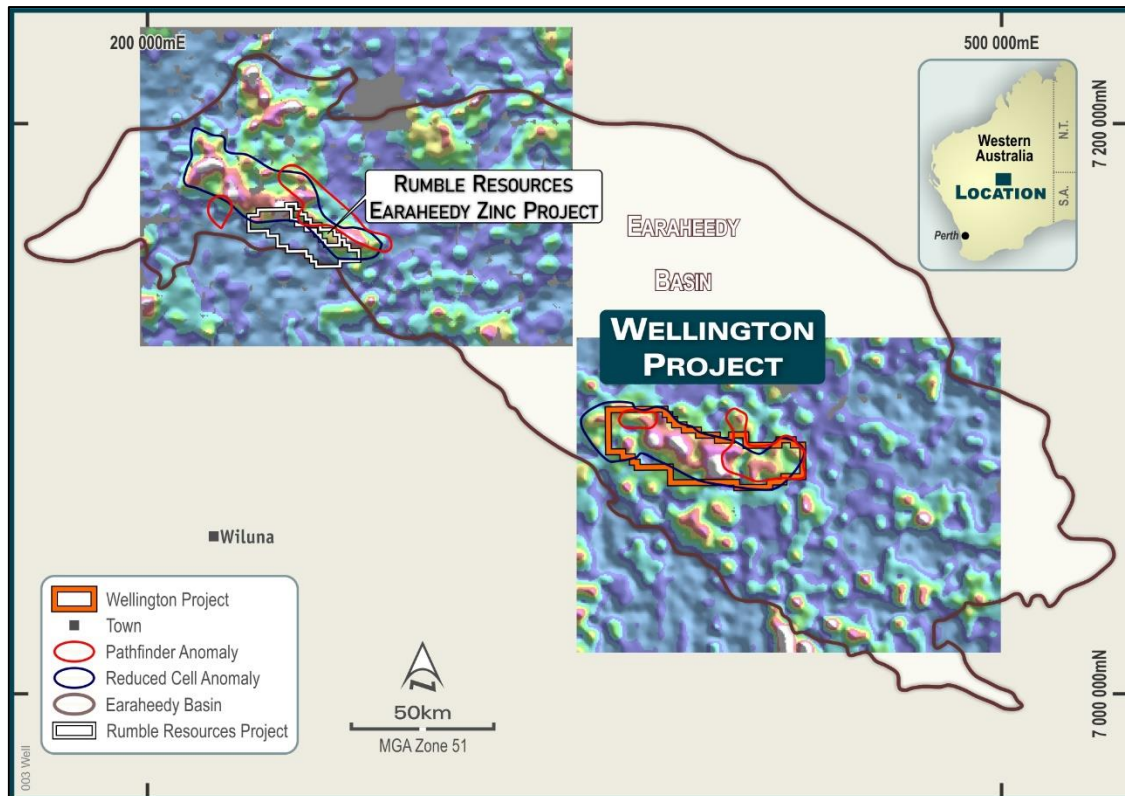 200 000mE
500 000mE
7 200 000mN
Western
Australia
LOCATION
N.T.
S.A.
Perth
RUMBLE RESOURCES
EARAHEEDY ZINC PROJECT
EARAHEEDY
BASIN
WELLINGTON
PROJECT
Wiluna
Wellington Project
Town
Pathfinder Anomaly
Reduced Cell Anomaly
Earaheedy Basin
Rumble Resources Project
N
50km
MGA Zone 51
7 000 000mN
003 Well